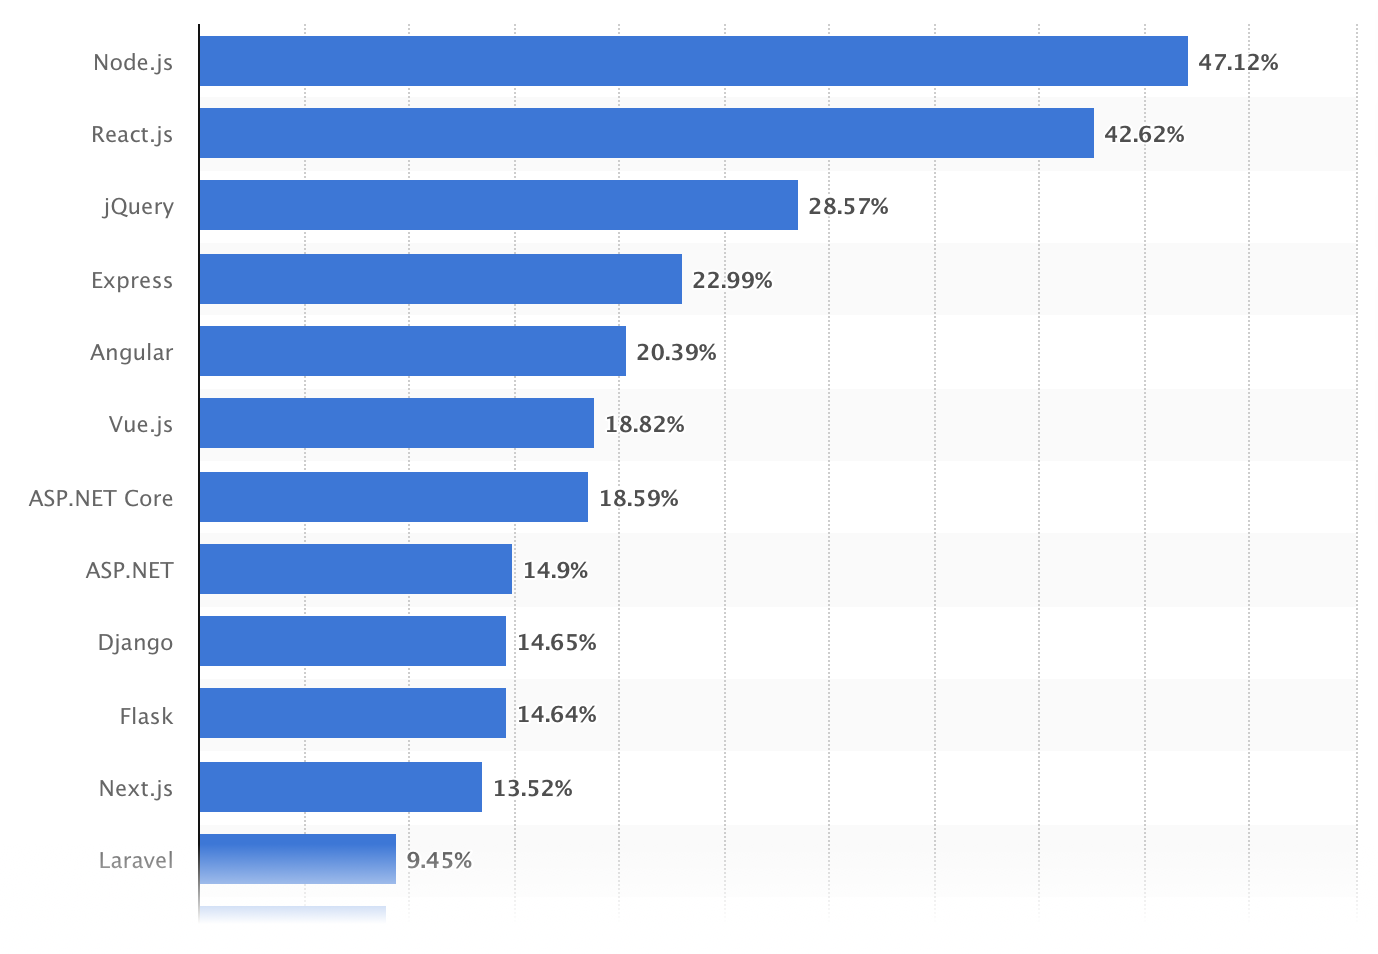 Node.js 47.12%
React.js 42.62%
jQuery 28.57%
Express 22.99%
Angular 20.39%
Vue.js 18.82%
ASP.NET Core 18.59%
ASP.NET 14.9%
Django 14.65%
Flask 14.64%
Next.js 13.52%
Laravel 9.45%